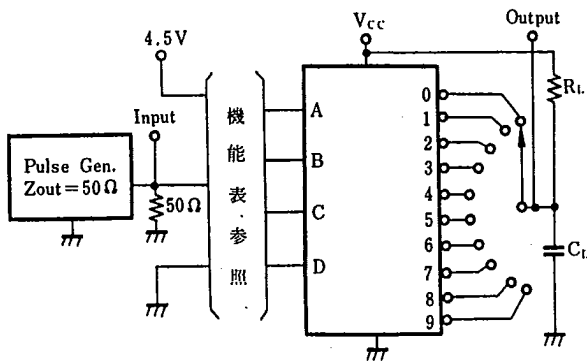 4.5V
Input
Pulse Gen.
Zout=50Ω
50Ω
機能表・参照
A
B
C
D
Vcc
Output
0
1
2
3
4
5
6
7
8
9
RL
CL